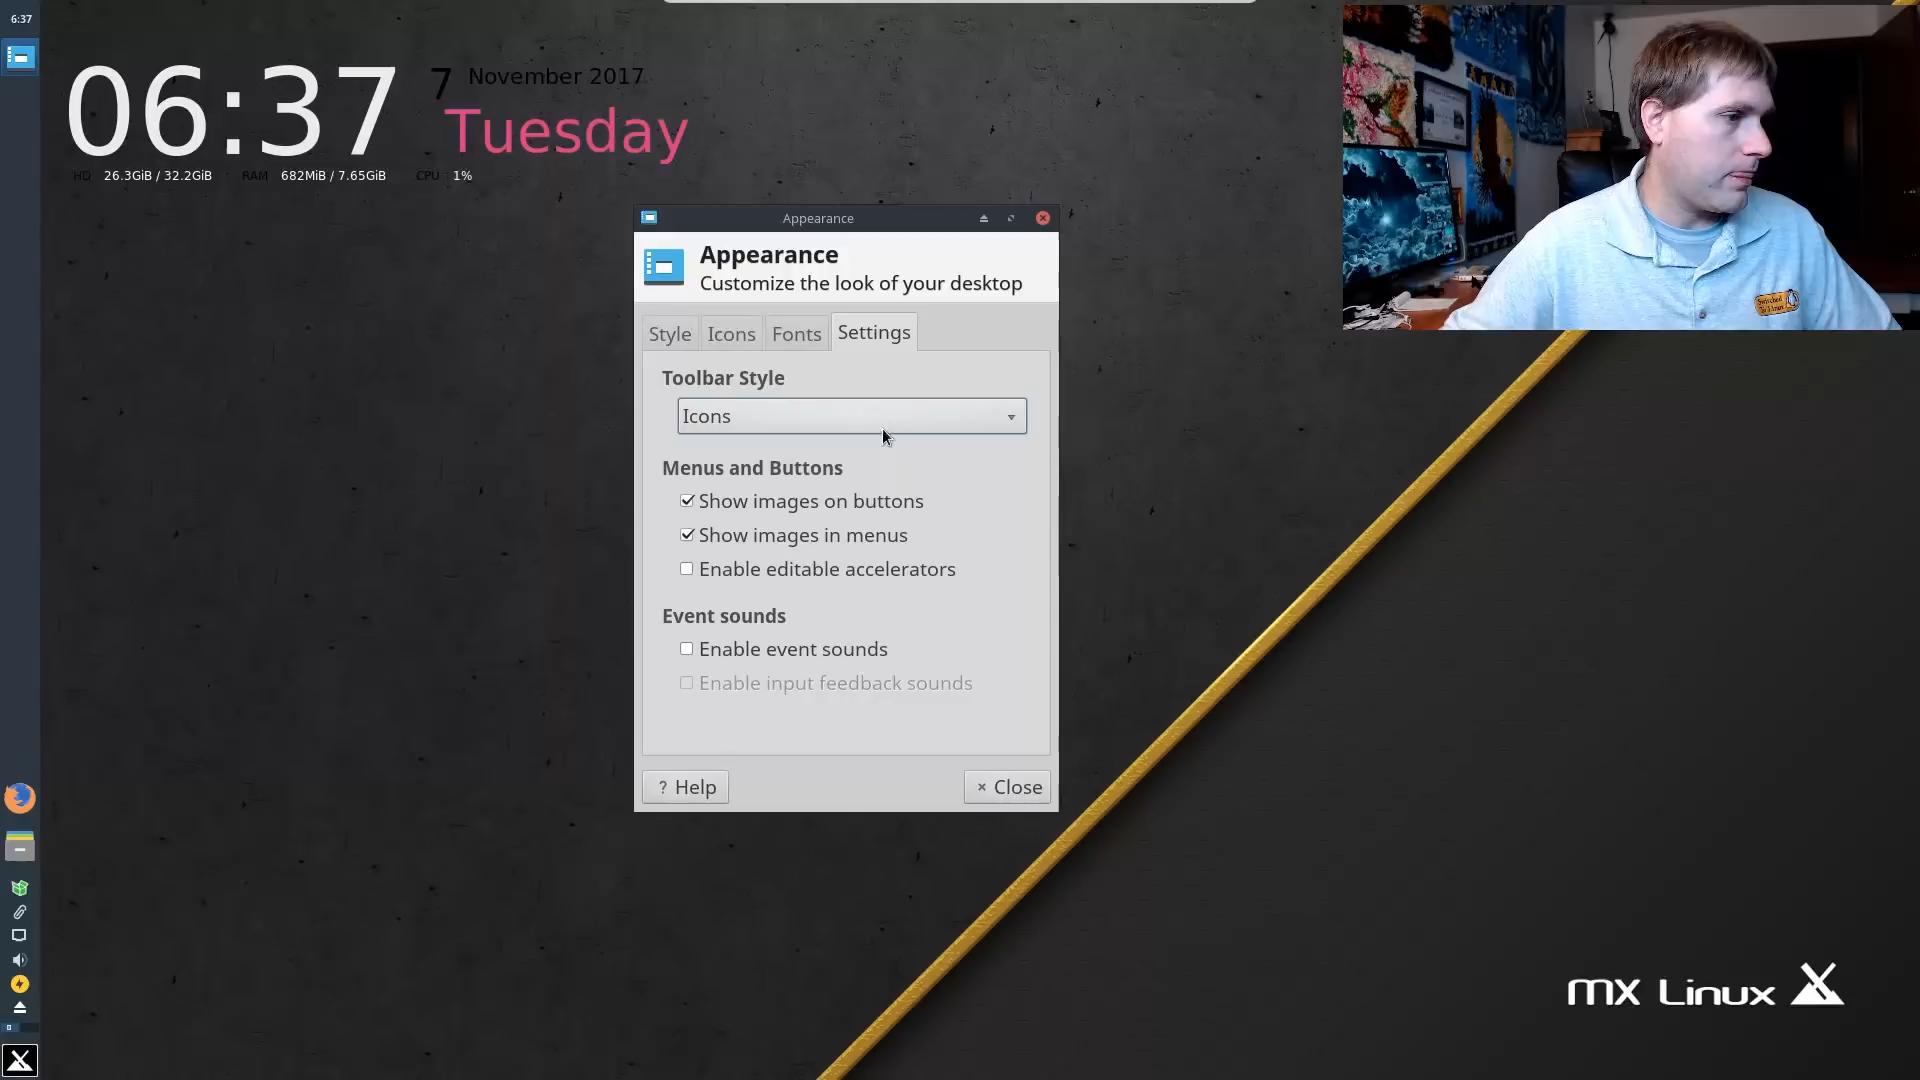 6:37
06:37
7 November 2017
Tuesday
HD 26.3GiB / 32.2GiB RAM 682MiB / 7.65GiB CPU 1%
Appearance
Appearance
Customize the look of your desktop
Style Icons Fonts Settings
Toolbar Style
Icons
Menus and Buttons
Show images on buttons
Show images in menus
Enable editable accelerators
Event sounds
Enable event sounds
Enable input feedback sounds
? Help × Close
Switched
To Linux
mx Linux